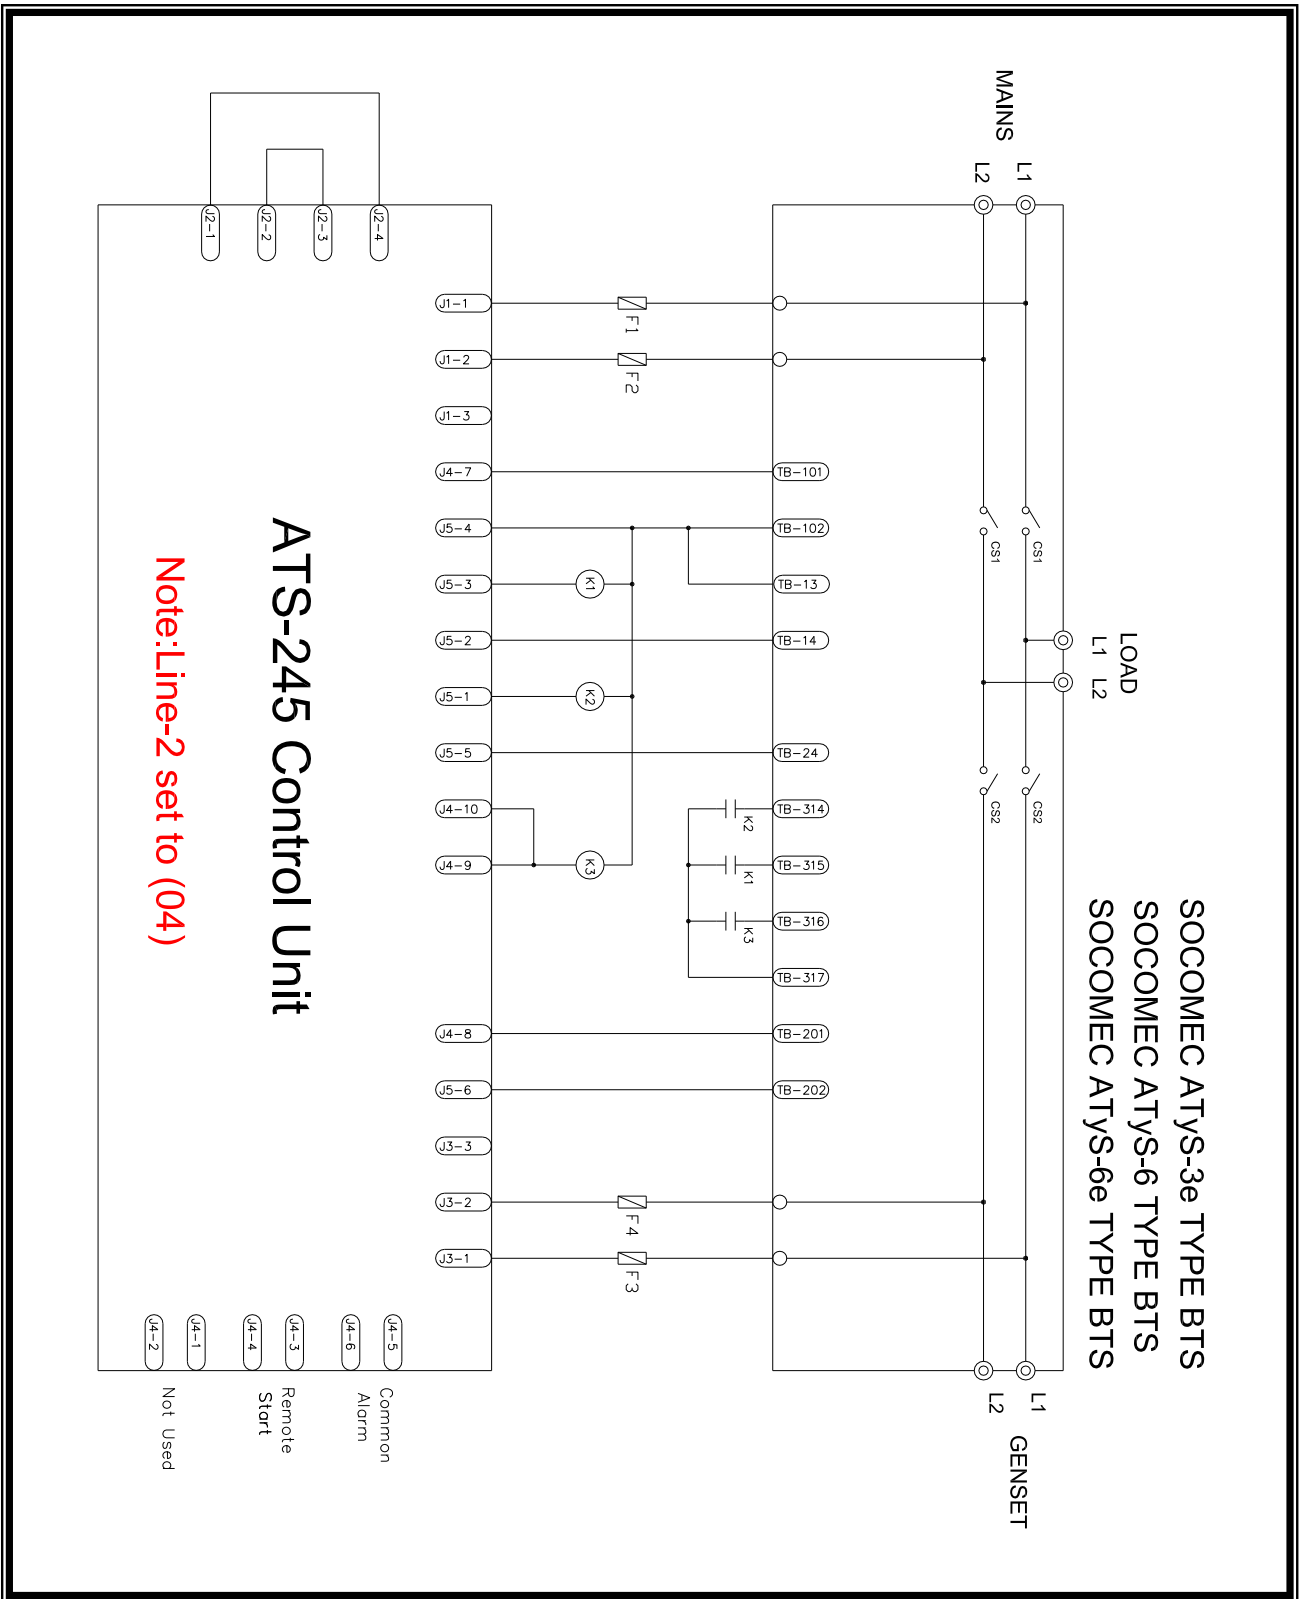 SOCOMEC ATyS-3e TYPE BTS
SOCOMEC ATyS-6 TYPE BTS
SOCOMEC ATyS-6e TYPE BTS
LOAD
L1 L2
MAINS
L1
L2
L1
L2
GENSET
CS1
CS1
CS2
CS2
TB-101
TB-102
TB-13
TB-14
TB-24
TB-314
TB-315
TB-316
TB-317
TB-201
TB-202
K2
K1
K3
F1
F2
F4
F3
K1
K2
K3
J1-1
J1-2
J1-3
J4-7
J5-4
J5-3
J5-2
J5-1
J5-5
J4-10
J4-9
J4-8
J5-6
J3-3
J3-2
J3-1
J2-4
J2-3
J2-2
J2-1
ATS-245 Control Unit
Note:Line-2 set to (04)
J4-5
J4-6
Common
Alarm
J4-3
J4-4
Remote
Start
J4-1
J4-2
Not Used